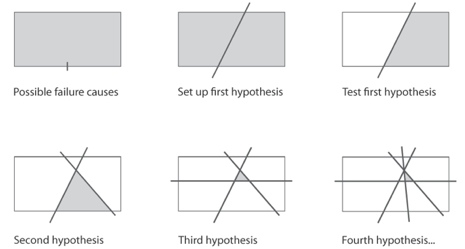 Possible failure causes
Set up first hypothesis
Test first hypothesis
Second hypothesis
Third hypothesis
Fourth hypothesis...